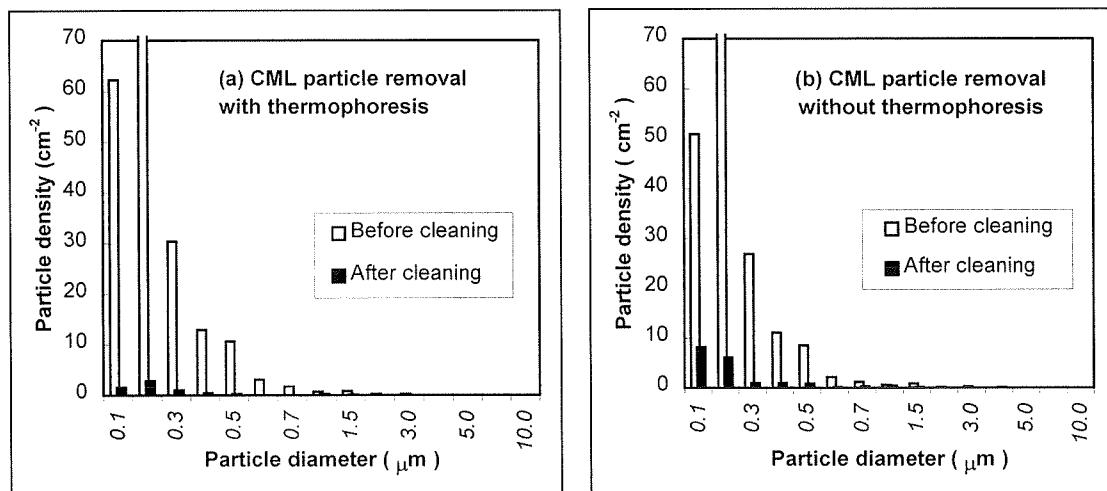 (a) CML particle removal
with thermophoresis
Particle density (cm-2)
70
60
50
40
30
20
10
0
Before cleaning
After cleaning
0.1
0.3
0.5
0.7
1.5
3.0
5.0
10.0
Particle diameter ( μm )
(b) CML particle removal
without thermophoresis
Particle density ( cm-2)
70
60
50
40
30
20
10
0
Before cleaning
After cleaning
0.1
0.3
0.5
0.7
1.5
3.0
5.0
10.0
Particle diameter ( μm )